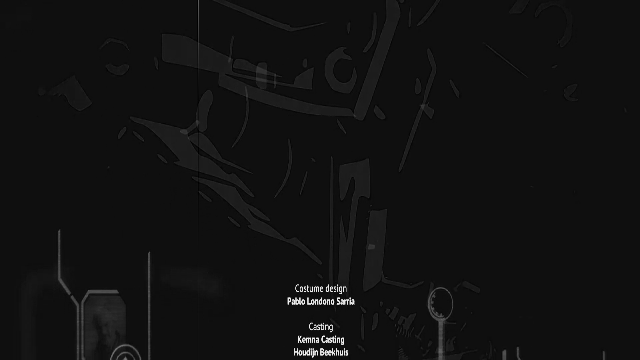 Costume design
Pablo Londono Sarria
Casting
Kemna Casting
Houdijn Beekhuis